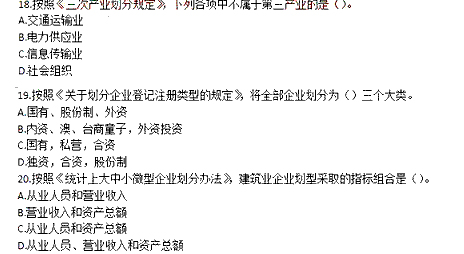 18.按照《三次产业划分规定》，下列各项中不属于第三产业的是（）。
A.交通运输业
B.电力供应业
C.信息传输业
D.社会组织
19.按照《关于划分企业登记注册类型的规定》，将全部企业划分为（）三个大类。
A.国有、股份制、外资
B.内资、澳、台商童子，外资投资
C.国有，私营，合资
D.独资，合资，股份制
20.按照《统计上大中小微型企业划分办法》，建筑业企业划型采取的指标组合是（）。
A.从业人员和营业收入
B.营业收入和资产总额
C.从业人员和资产总额
D.从业人员、营业收入和资产总额